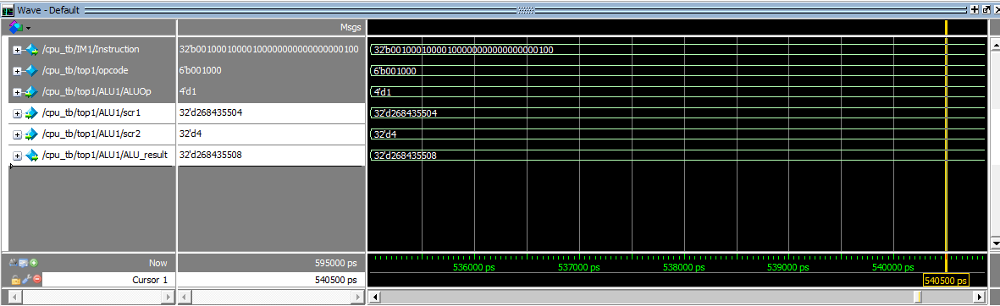 Wave - Default
Msgs
/cpu_tb/IM1/Instruction 32'b00100010000100000000000000000100 32'b00100010000100000000000000000100
/cpu_tb/top1/opcode 6'b001000 6'b001000
/cpu_tb/top1/ALU1/ALUOp 4'd1 4'd1
/cpu_tb/top1/ALU1/scr1 32'd268435504 32'd268435504
/cpu_tb/top1/ALU1/scr2 32'd4 32'd4
/cpu_tb/top1/ALU1/ALU_result 32'd268435508 32'd268435508
Now 595000 ps 536000 ps 537000 ps 538000 ps 539000 ps 540000 ps
Cursor 1 540500 ps 540500 ps